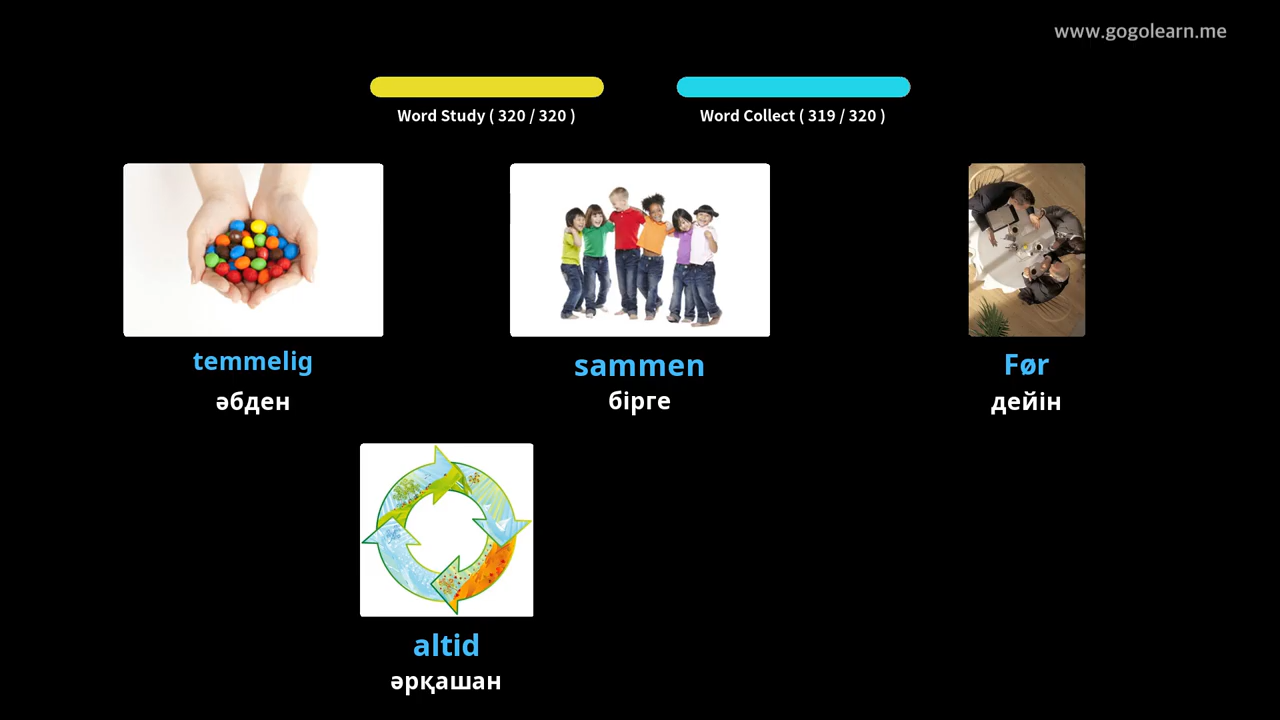 www.gogolearn.me
Word Study ( 320 / 320 )
Word Collect ( 319 / 320 )
temmelig
әбден
sammen
бірге
Før
дейін
altid
әрқашан